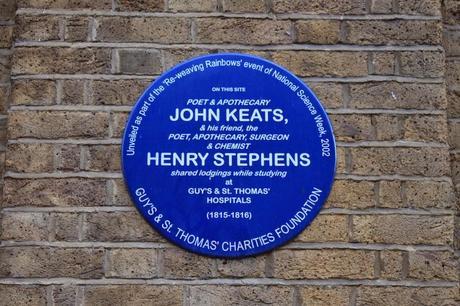 Unveiled as part of the 'Re-weaving Rainbows' event of National Science Week, 2002
ON THIS SITE
POET & APOTHECARY
JOHN KEATS,
& his friend, the
POET, APOTHECARY, SURGEON
& CHEMIST
HENRY STEPHENS
shared lodgings while studying
at
GUY'S & St. THOMAS'
HOSPITALS
(1815-1816)
GUY'S & St. THOMAS' CHARITIES FOUNDATION